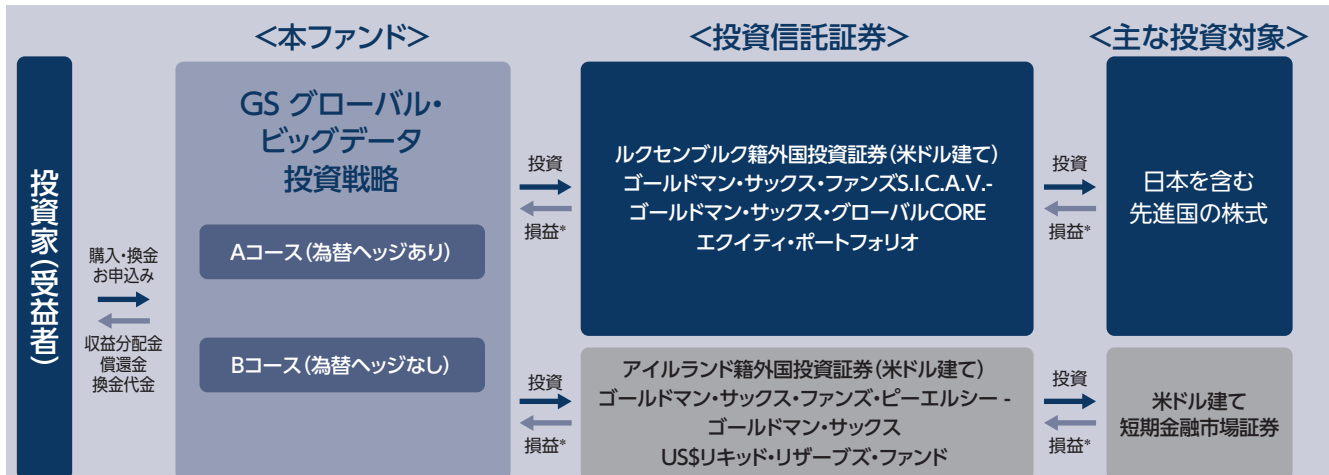 <本ファンド>
<投資信託証券>
<主な投資対象>
投資家(受益者)
購入・換金
お申込み
収益分配金
償還金
換金代金
GS グローバル・
ビッグデータ
投資戦略
Aコース(為替ヘッジあり)
Bコース(為替ヘッジなし)
投資
損益*
ルクセンブルク籍外国投資証券(米ドル建て)
ゴールドマン・サックス・ファンズS.I.C.A.V.-
ゴールドマン・サックス・グローバルCORE
エクイティ・ポートフォリオ
投資
損益*
日本を含む
先進国の株式
投資
損益*
アイルランド籍外国投資証券(米ドル建て)
ゴールドマン・サックス・ファンズ・ピーエルシー -
ゴールドマン・サックス
US$リキッド・リザーブズ・ファンド
投資
損益*
米ドル建て
短期金融市場証券